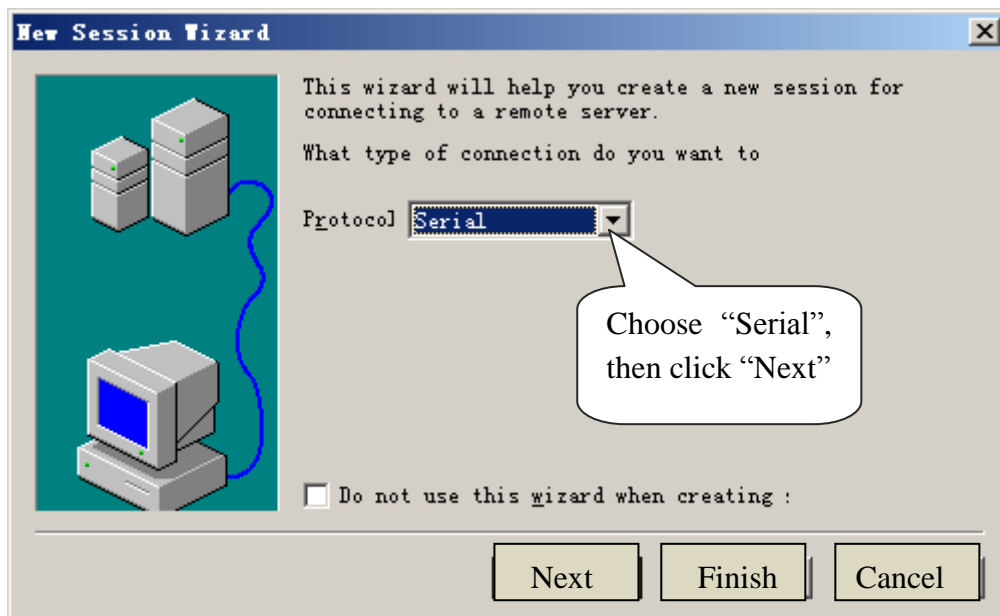 New Session Wizard
This wizard will help you create a new session for
connecting to a remote server.
What type of connection do you want to
Protocol Serial
Choose “Serial”,
then click “Next”
Do not use this wizard when creating :
Next Finish Cancel